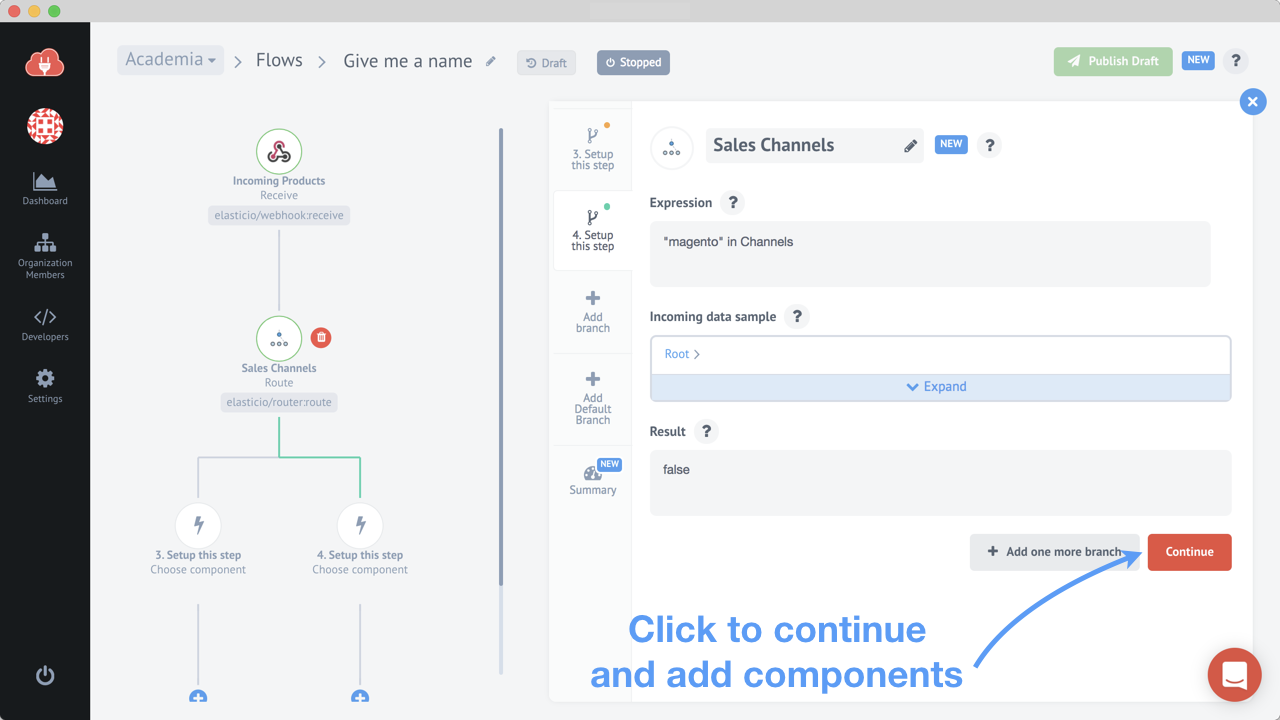 Academia
Flows
Give me a name
Draft
Stopped
Publish Draft
NEW
?
Dashboard
Organization
Members
Developers
Settings
Incoming Products
Receive
elasticio/webhook:receive
Sales Channels
Route
elasticio/router:route
3. Setup this step
Choose component
4. Setup this step
Choose component
3. Setup
this step
4. Setup
this step
Add
branch
Add
Default
Branch
NEW
Summary
Sales Channels
NEW
?
Expression ?
"magento" in Channels
Incoming data sample ?
Root >
Expand
Result ?
false
Add one more branch
Continue
Click to continue
and add components